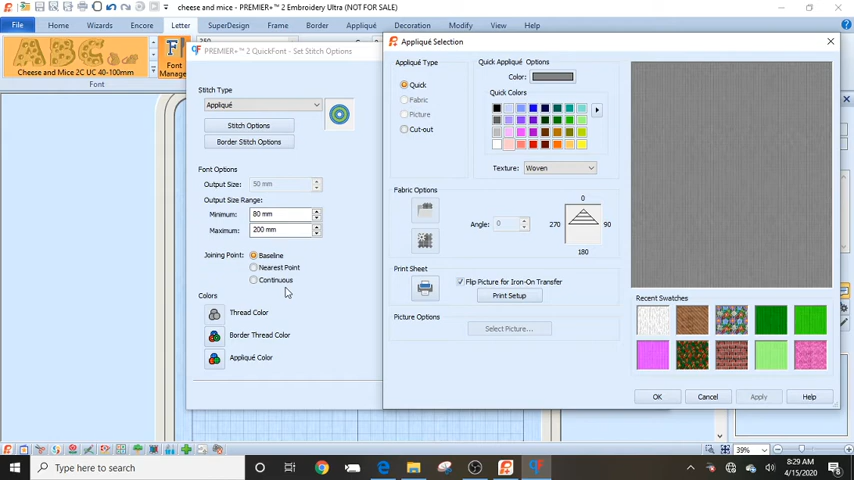 cheese and mice - PREMIER+™ 2 Embroidery Ultra (NOT FOR SALE)
File Home Wizards Encore Letter SuperDesign Frame Border Appliqué Decoration Modify View Help
Cheese and Mice 2C UC 40-100mm
Font
Font
Manager
PREMIER+™ 2 QuickFont - Set Stitch Options
Stitch Type
Appliqué
Stitch Options
Border Stitch Options
Font Options
Output Size: 50 mm
Output Size Range:
Minimum: 80 mm
Maximum: 200 mm
Joining Point: Baseline
Nearest Point
Continuous
Colors
Thread Color
Border Thread Color
Appliqué Color
Appliqué Selection
Appliqué Type
Quick
Fabric
Picture
Cut-out
Quick Appliqué Options
Color:
Quick Colors
Texture: Woven
Fabric Options
Angle: 0
0
270 90
180
Print Sheet
Flip Picture for Iron-On Transfer
Print Setup
Picture Options
Select Picture...
Recent Swatches
OK Cancel Apply Help
39%
Type here to search
8:29 AM
4/15/2020